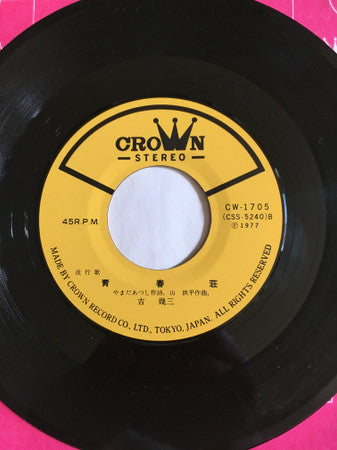 CROWN
STEREO
45R.P.M.
CW-1705
(CSS-5240)B
Ⓟ1977
流行歌
青春荘
やまだあつし作詩、山 鉄平作曲、
吉 幾三
MADE BY CROWN RECORD CO., LTD., TOKYO, JAPAN. ALL RIGHTS RESERVED